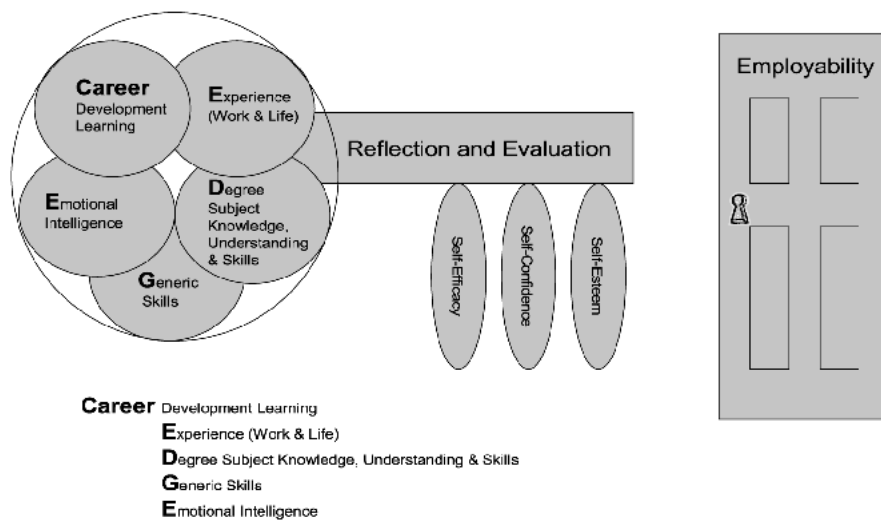 Career
Development
Learning
Experience
(Work & Life)
Emotional
Intelligence
Degree
Subject
Knowledge,
Understanding
& Skills
Generic
Skills
Reflection and Evaluation
Self-Efficacy
Self-Confidence
Self-Esteem
Employability
Career Development Learning
Experience (Work & Life)
Degree Subject Knowledge, Understanding & Skills
Generic Skills
Emotional Intelligence